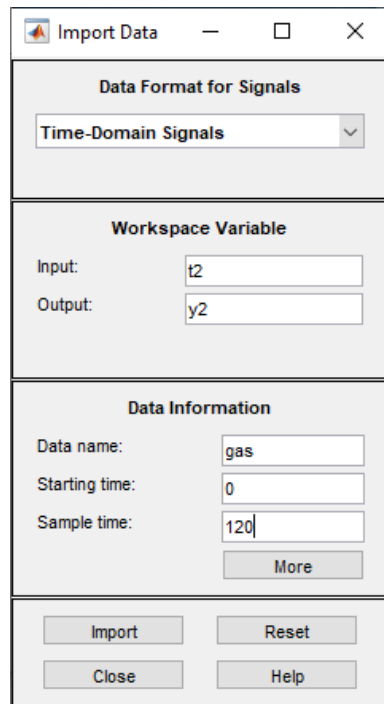 Import Data
Data Format for Signals
Time-Domain Signals
Workspace Variable
Input: t2
Output: y2
Data Information
Data name: gas
Starting time: 0
Sample time: 120
More
Import Reset
Close Help